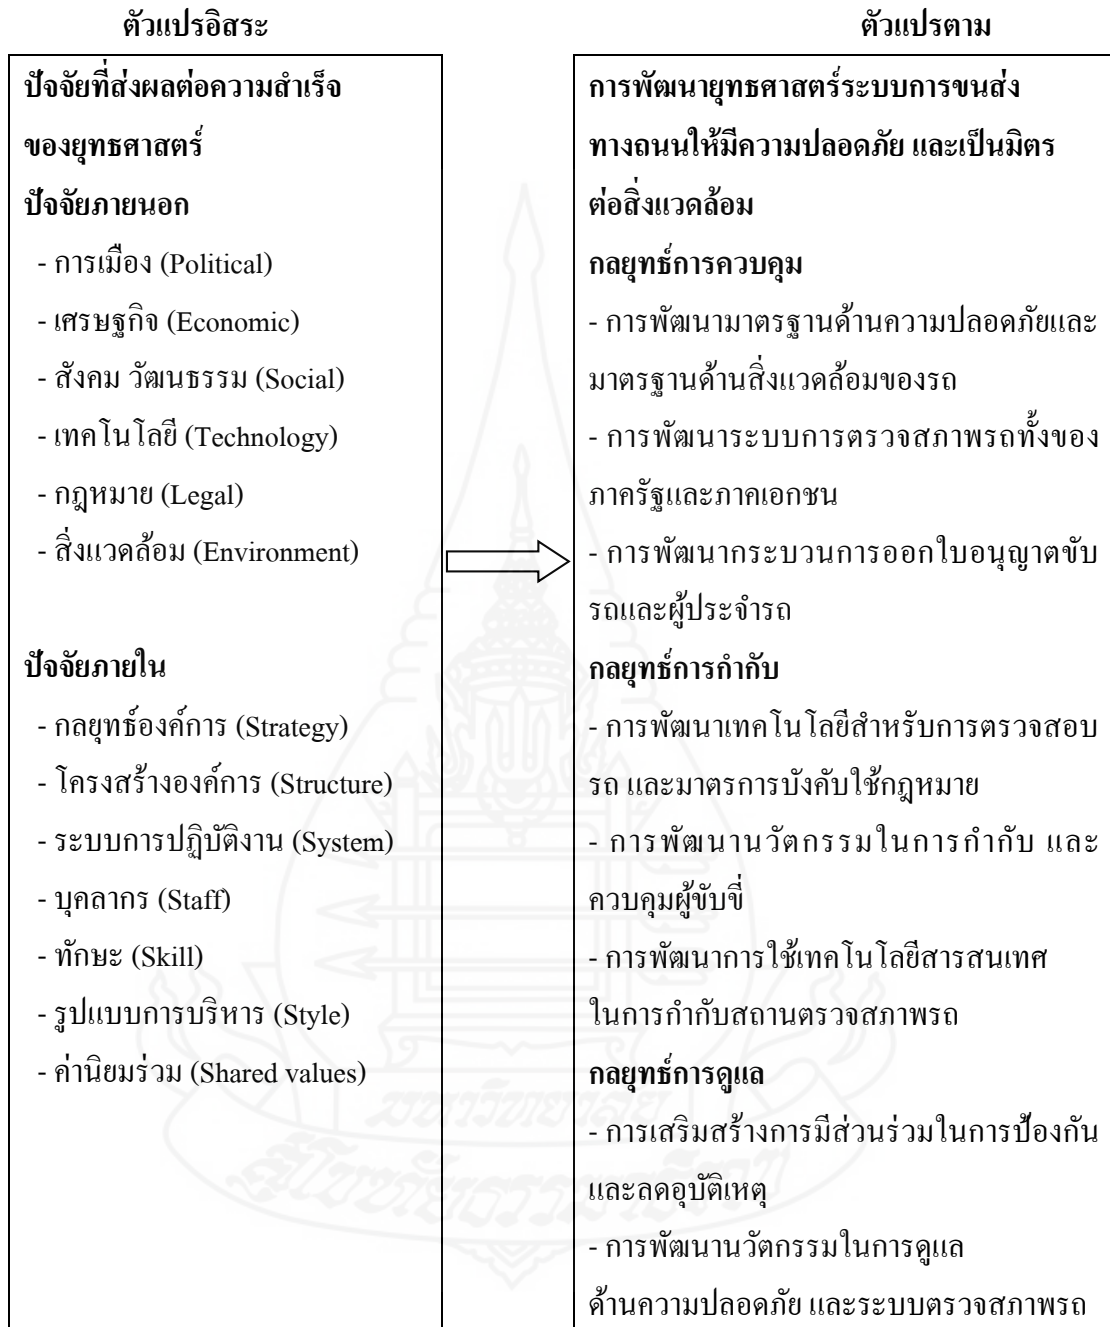 ตัวแปรอิสระ
ปัจจัยที่ส่งผลต่อความสำเร็จ
ของยุทธศาสตร์
ปัจจัยภายนอก
- การเมือง (Political)
- เศรษฐกิจ (Economic)
- สังคม วัฒนธรรม (Social)
- เทคโนโลยี (Technology)
- กฎหมาย (Legal)
- สิ่งแวดล้อม (Environment)
ปัจจัยภายใน
- กลยุทธ์องค์การ (Strategy)
- โครงสร้างองค์การ (Structure)
- ระบบการปฏิบัติงาน (System)
- บุคลากร (Staff)
- ทักษะ (Skill)
- รูปแบบการบริหาร (Style)
- ค่านิยมร่วม (Shared values)
ตัวแปรตาม
การพัฒนายุทธศาสตร์ระบบการขนส่ง
ทางถนนให้มีความปลอดภัย และเป็นมิตร
ต่อสิ่งแวดล้อม
กลยุทธ์การควบคุม
- การพัฒนามาตรฐานด้านความปลอดภัยและ
มาตรฐานด้านสิ่งแวดล้อมของรถ
- การพัฒนาระบบการตรวจสภาพรถทั้งของ
ภาครัฐและภาคเอกชน
- การพัฒนากระบวนการออกใบอนุญาตขับ
รถและผู้ประจำรถ
กลยุทธ์การกำกับ
- การพัฒนาเทคโนโลยีสำหรับการตรวจสอบ
รถ และมาตรการบังคับใช้กฎหมาย
- การพัฒนานวัตกรรมในการกำกับ และ
ควบคุมผู้ขับขี่
- การพัฒนาการใช้เทคโนโลยีสารสนเทศ
ในการกำกับสถานตรวจสภาพรถ
กลยุทธ์การดูแล
- การเสริมสร้างการมีส่วนร่วมในการป้องกัน
และลดอุบัติเหตุ
- การพัฒนานวัตกรรมในการดูแล
ด้านความปลอดภัย และระบบตรวจสภาพรถ
มหาวิทยาลัย
สุโขทัยธรรมาธิราช